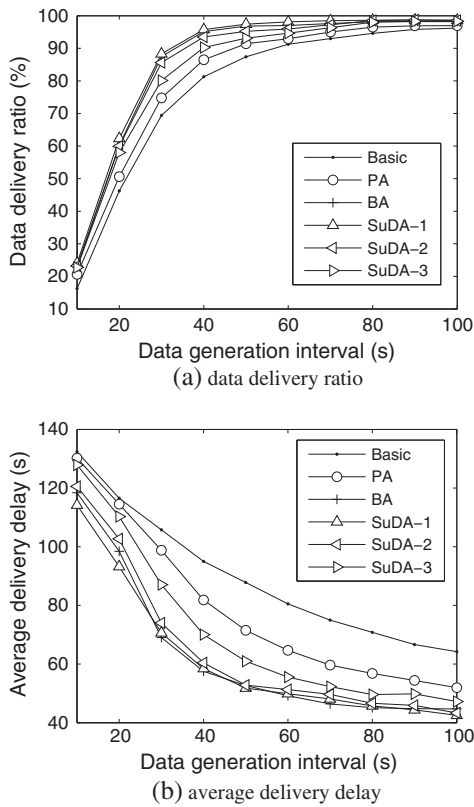 100
90
80
70
60
50
40
30
20
10
Data delivery ratio (%)
Basic
PA
BA
SuDA-1
SuDA-2
SuDA-3
20 40 60 80 100
Data generation interval (s)
(a) data delivery ratio
140
120
100
80
60
40
Average delivery delay (s)
Basic
PA
BA
SuDA-1
SuDA-2
SuDA-3
20 40 60 80 100
Data generation interval (s)
(b) average delivery delay